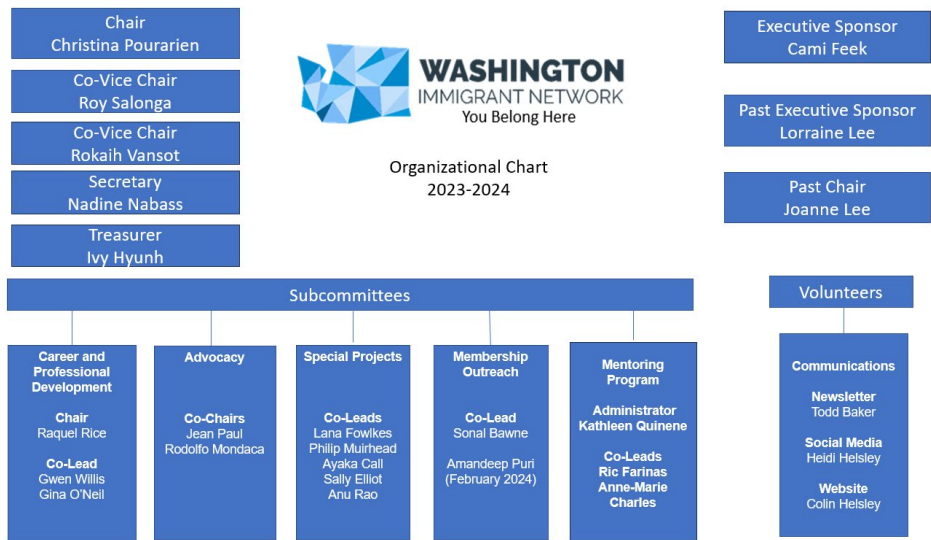 Chair
Christina Pourarien
Co-Vice Chair
Roy Salonga
Co-Vice Chair
Rokaih Vansot
Secretary
Nadine Nabass
Treasurer
Ivy Hyunh
WASHINGTON
IMMIGRANT NETWORK
You Belong Here
Organizational Chart
2023-2024
Executive Sponsor
Cami Feek
Past Executive Sponsor
Lorraine Lee
Past Chair
Joanne Lee
Subcommittees
Career and
Professional
Development
Chair
Raquel Rice
Co-Lead
Gwen Willis
Gina O'Neil
Advocacy
Co-Chairs
Jean Paul
Rodolfo Mondaca
Special Projects
Co-Leads
Lana Fowlkes
Philip Muirhead
Ayaka Call
Sally Elliot
Anu Rao
Membership
Outreach
Co-Lead
Sonal Bawne
Amandeep Puri
(February 2024)
Mentoring
Program
Administrator
Kathleen Quinene
Co-Leads
Ric Farinas
Anne-Marie
Charles
Volunteers
Communications
Newsletter
Todd Baker
Social Media
Heidi Helsley
Website
Colin Helsley